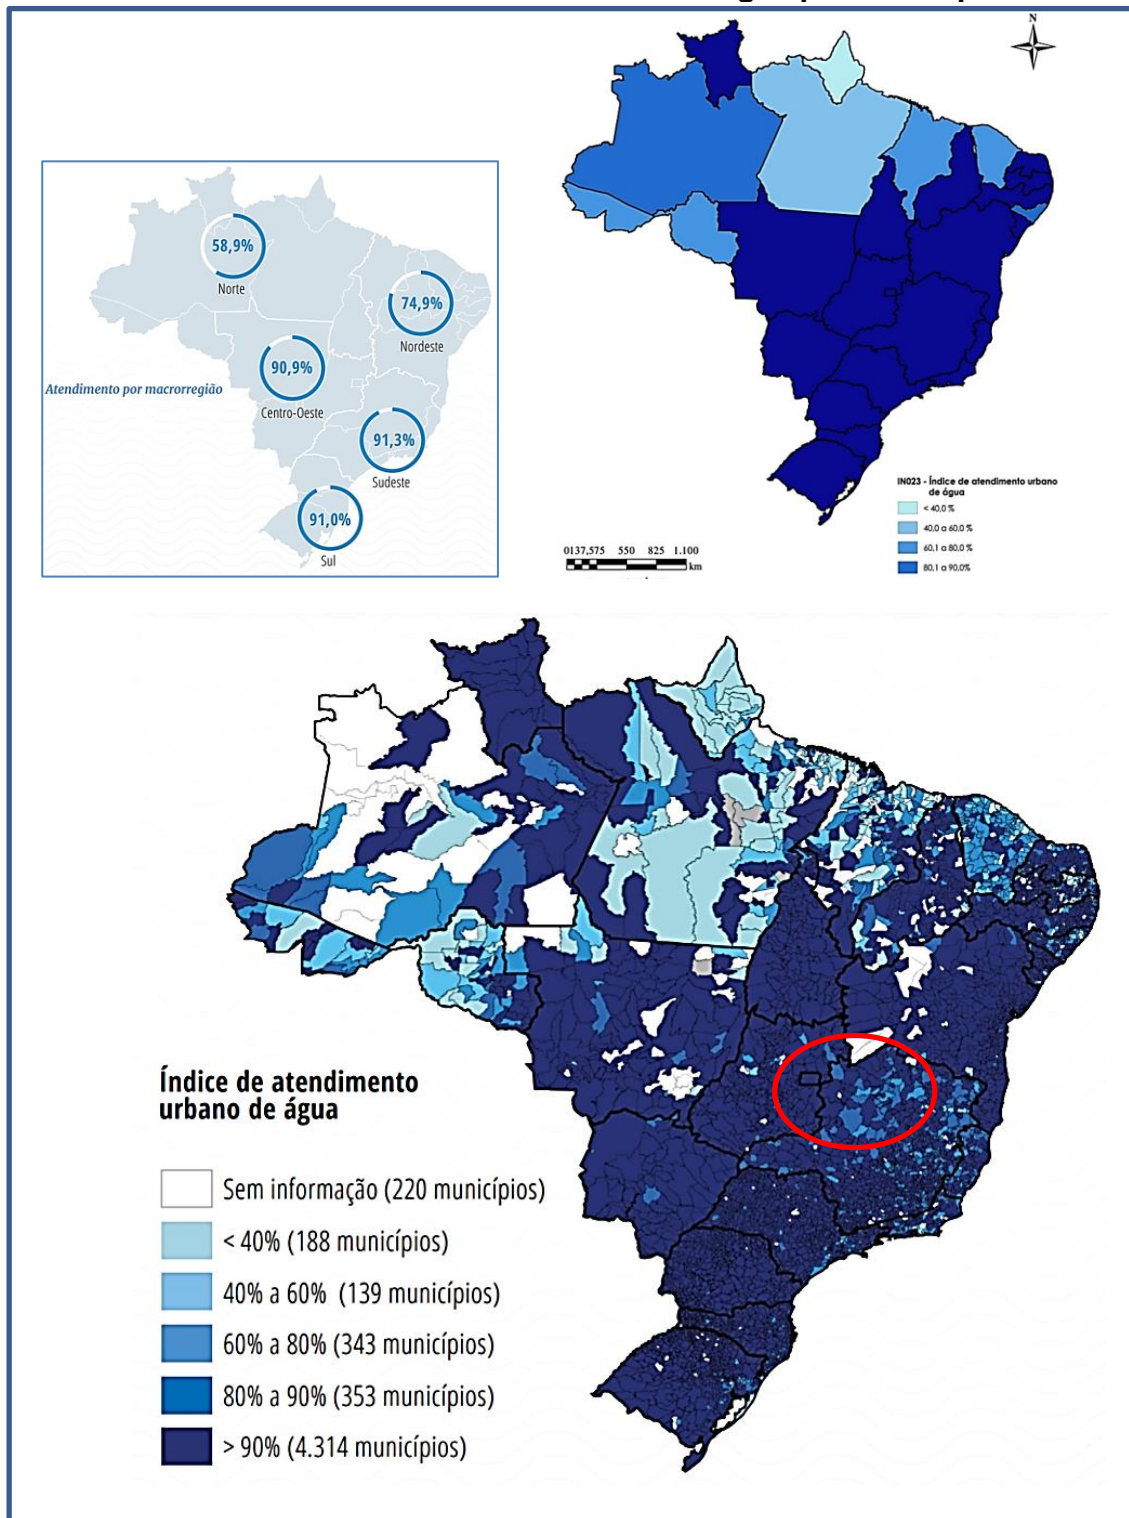 N
58,9%
Norte
74,9%
Nordeste
90,9%
Atendimento por macrorregião
Centro-Oeste
91,3%
Sudeste
91,0%
Sul
IN023 - Índice de atendimento urbano
de água
< 40,0 %
40,0 a 60,0 %
60,1 a 80,0 %
80,1 a 90,0%
0137,575 550 825 1.100
km
Índice de atendimento
urbano de água
Sem informação (220 municípios)
< 40% (188 municípios)
40% a 60% (139 municípios)
60% a 80% (343 municípios)
80% a 90% (353 municípios)
> 90% (4.314 municípios)